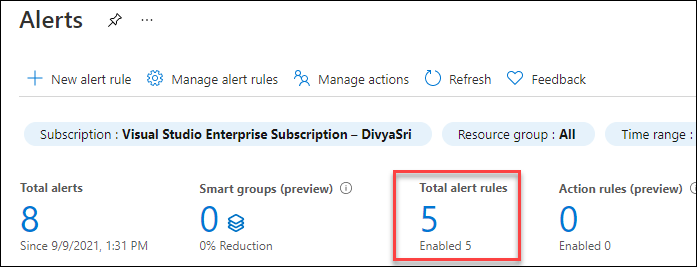 Alerts
New alert rule Manage alert rules Manage actions Refresh Feedback
Subscription : Visual Studio Enterprise Subscription – DivyaSri Resource group : All Time range :
Total alerts Smart groups (preview) Total alert rules Action rules (preview)
8 0 5 0
Since 9/9/2021, 1:31 PM 0% Reduction Enabled 5 Enabled 0